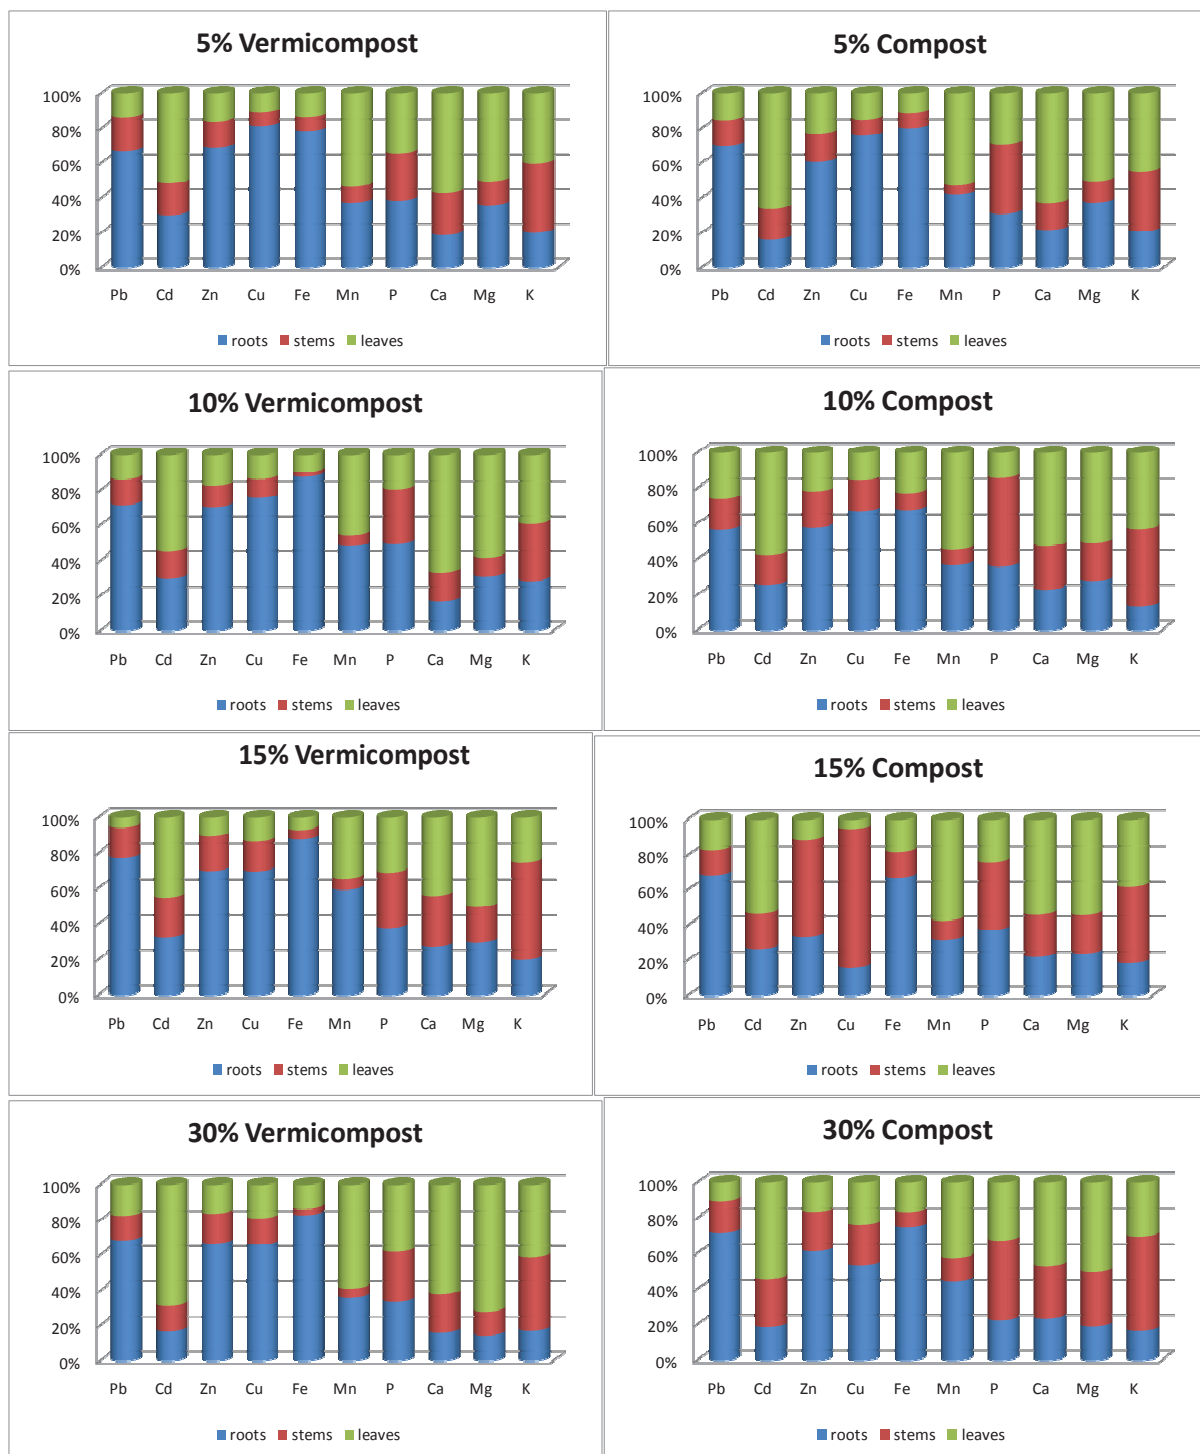 5% Vermicompost
100%
80%
60%
40%
20%
0%
Pb Cd Zn Cu Fe Mn P Ca Mg K
roots stems leaves
5% Compost
100%
80%
60%
40%
20%
0%
Pb Cd Zn Cu Fe Mn P Ca Mg K
roots stems leaves
10% Vermicompost
100%
80%
60%
40%
20%
0%
Pb Cd Zn Cu Fe Mn P Ca Mg K
roots stems leaves
10% Compost
100%
80%
60%
40%
20%
0%
Pb Cd Zn Cu Fe Mn P Ca Mg K
roots stems leaves
15% Vermicompost
100%
80%
60%
40%
20%
0%
Pb Cd Zn Cu Fe Mn P Ca Mg K
roots stems leaves
15% Compost
100%
80%
60%
40%
20%
0%
Pb Cd Zn Cu Fe Mn P Ca Mg K
roots stems leaves
30% Vermicompost
100%
80%
60%
40%
20%
0%
Pb Cd Zn Cu Fe Mn P Ca Mg K
roots stems leaves
30% Compost
100%
80%
60%
40%
20%
0%
Pb Cd Zn Cu Fe Mn P Ca Mg K
roots stems leaves